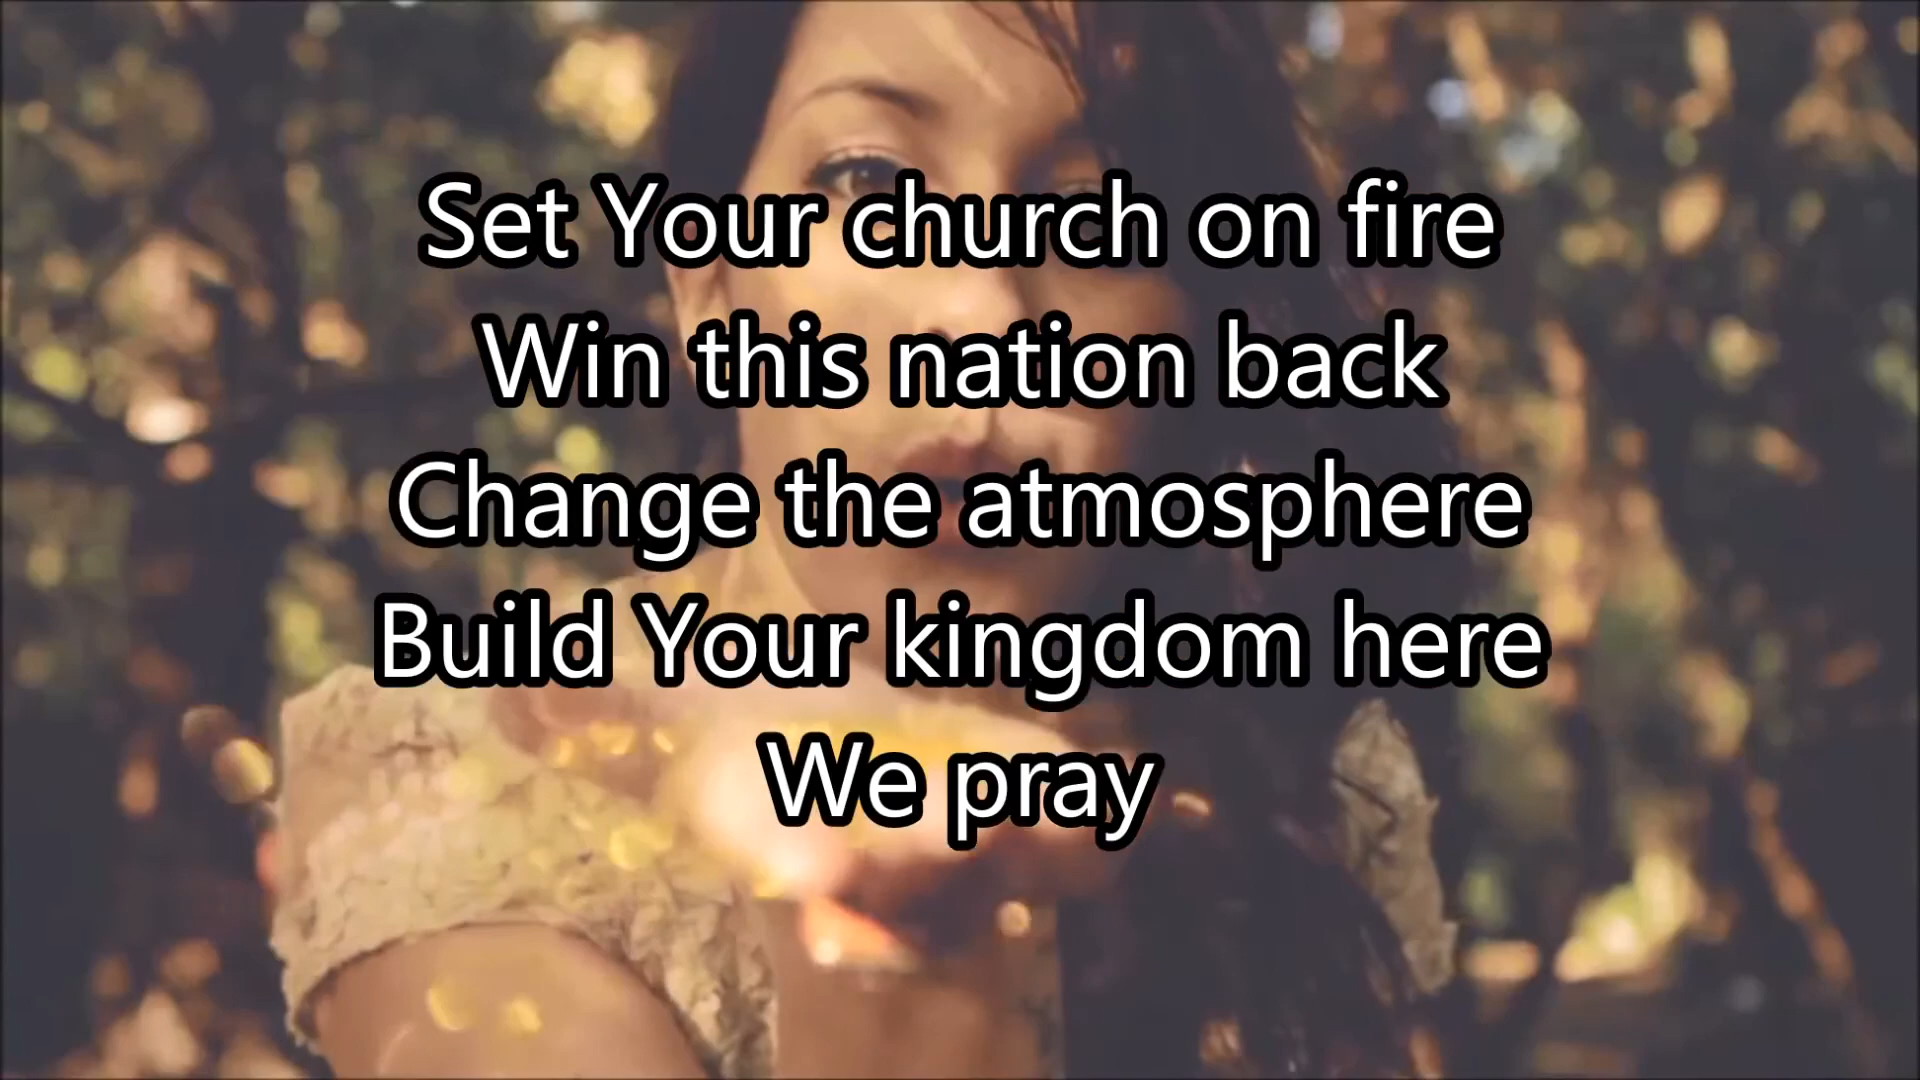 Set Your church on fire
Win this nation back
Change the atmosphere
Build Your kingdom here
We pray